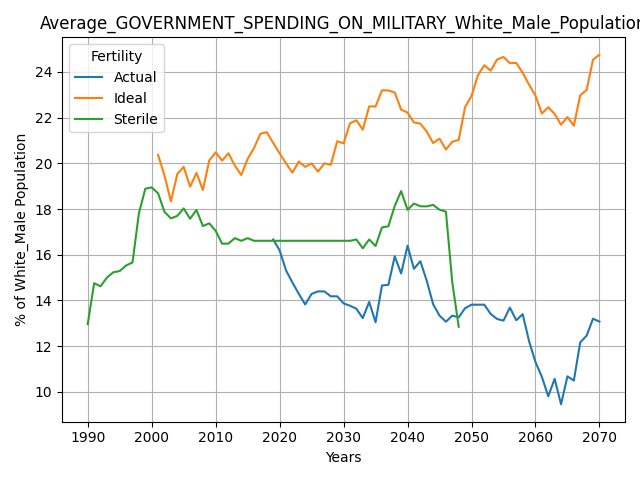 Average_GOVERNMENT_SPENDING_ON_MILITARY_White_Male_Population
Fertility
Actual
Ideal
Sterile
% of White_Male Population
24
22
20
18
16
14
12
10
1990 2000 2010 2020 2030 2040 2050 2060 2070
Years